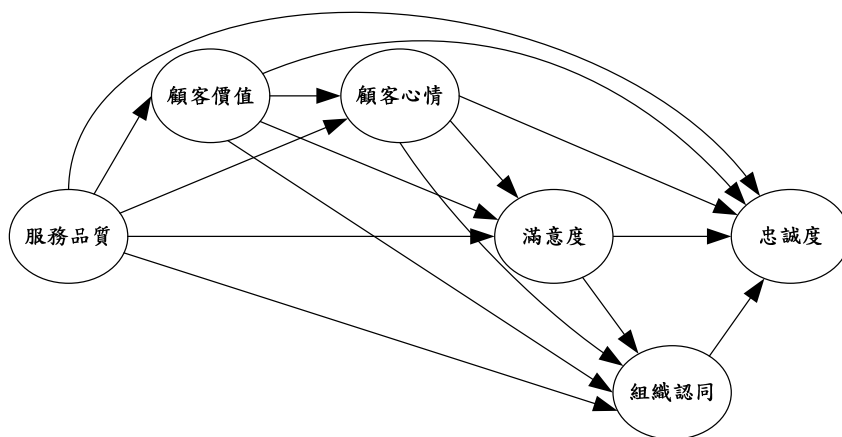 顧客價值
顧客心情
服務品質
滿意度
忠誠度
組織認同